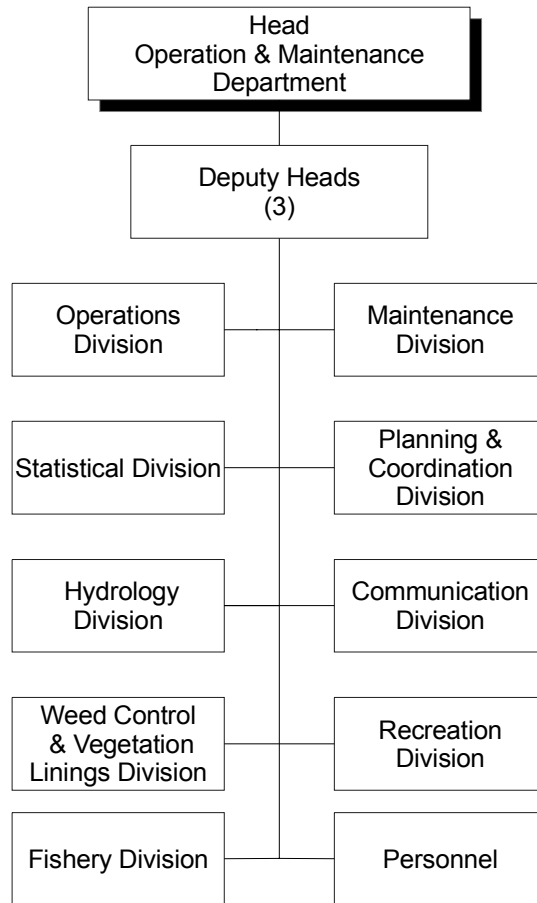 Head
Operation & Maintenance
Department
Deputy Heads
(3)
Operations
Division
Maintenance
Division
Statistical Division
Planning &
Coordination
Division
Hydrology
Division
Communication
Division
Weed Control
& Vegetation
Linings Division
Recreation
Division
Fishery Division
Personnel